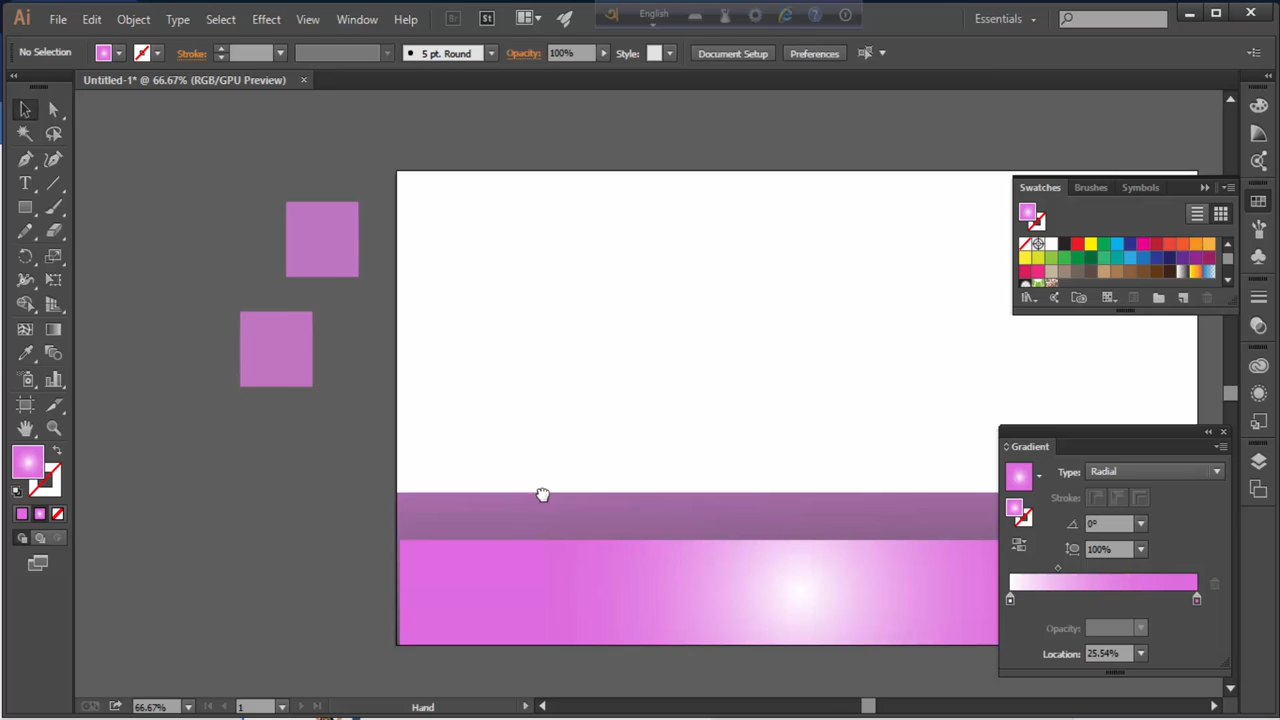 Ai File Edit Object Type Select Effect View Window Help Br St Essentials
English
No Selection Stroke: 5 pt. Round Opacity: 100% Style: Document Setup Preferences
Untitled-1* @ 66.67% (RGB/GPU Preview)
Swatches Brushes Symbols
Gradient
Type: Radial
Stroke:
0°
100%
Opacity:
Location: 25.54%
66.67% 1 Hand